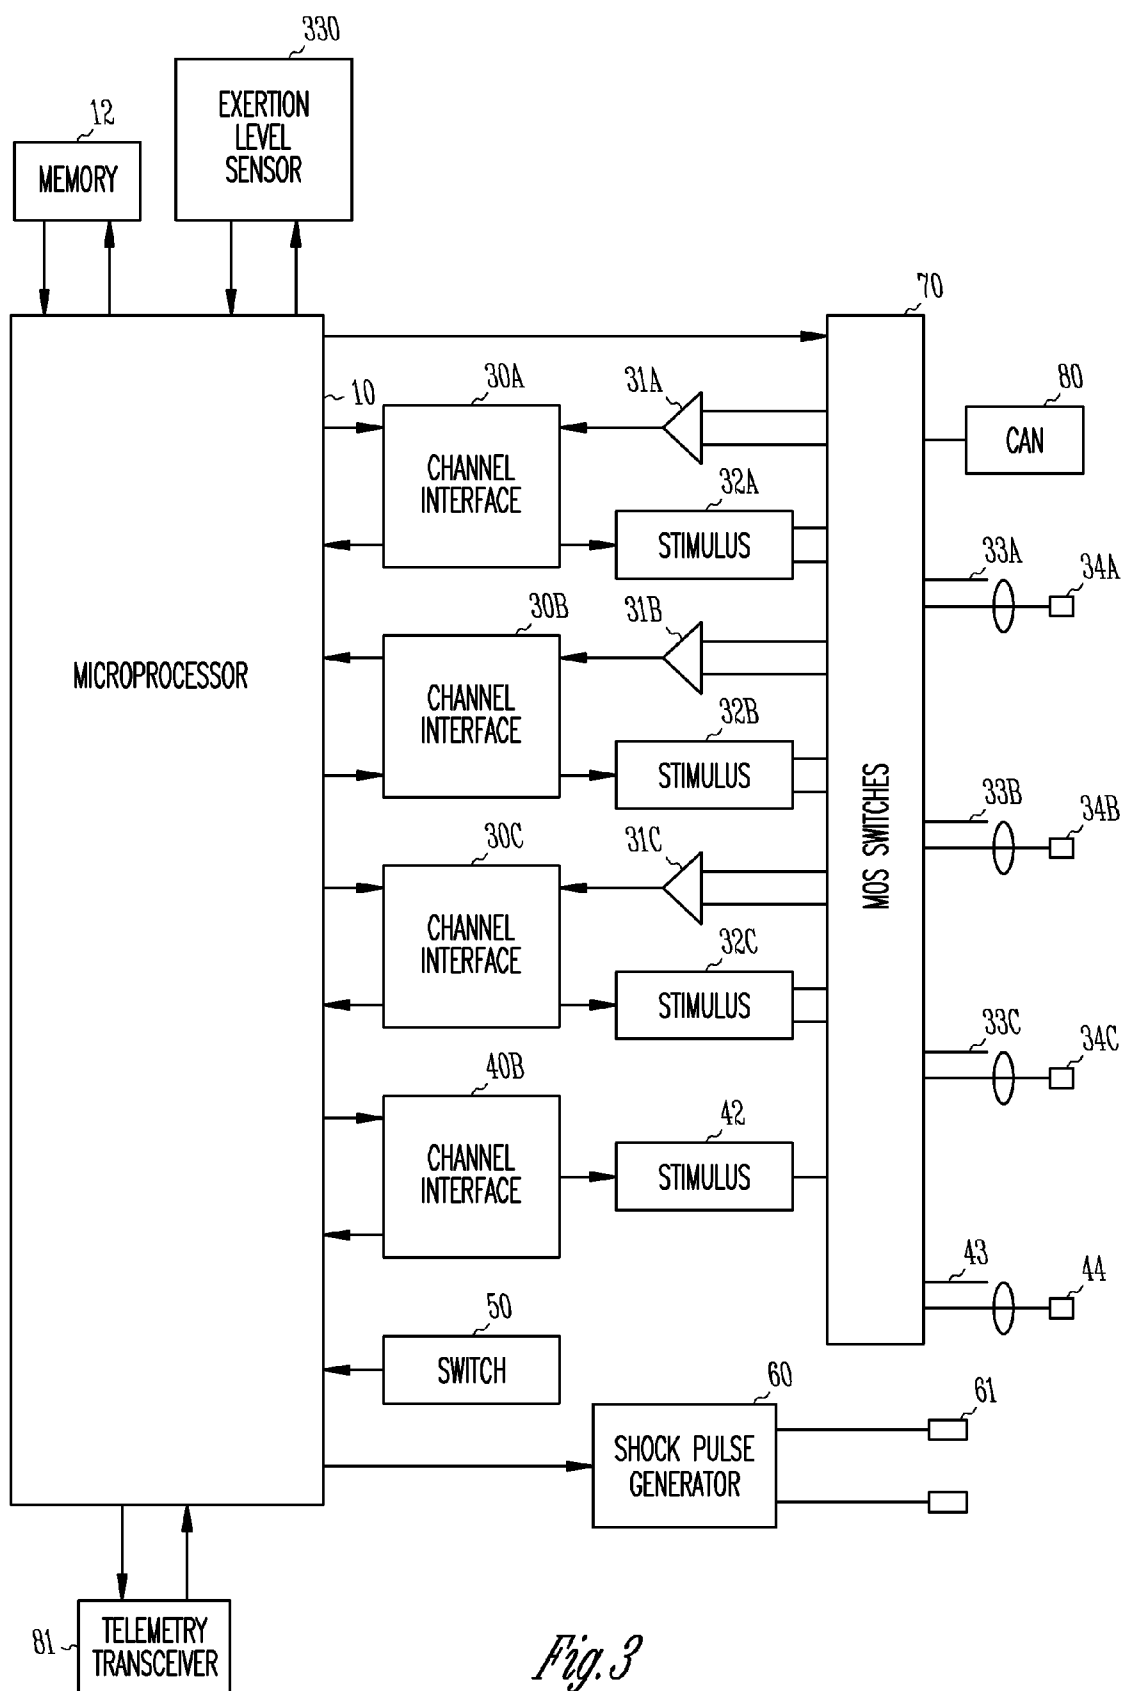 330
EXERTION
LEVEL
SENSOR
12
MEMORY
70
10
30A
31A
80
CHANNEL
INTERFACE
CAN
32A
STIMULUS
33A
34A
30B
31B
MICROPROCESSOR
CHANNEL
INTERFACE
32B
STIMULUS
33B
34B
MOS SWITCHES
30C
31C
CHANNEL
INTERFACE
32C
STIMULUS
33C
34C
40B
42
CHANNEL
INTERFACE
STIMULUS
43
44
50
SWITCH
60
61
SHOCK PULSE
GENERATOR
81
TELEMETRY
TRANSCEIVER
Fig.3